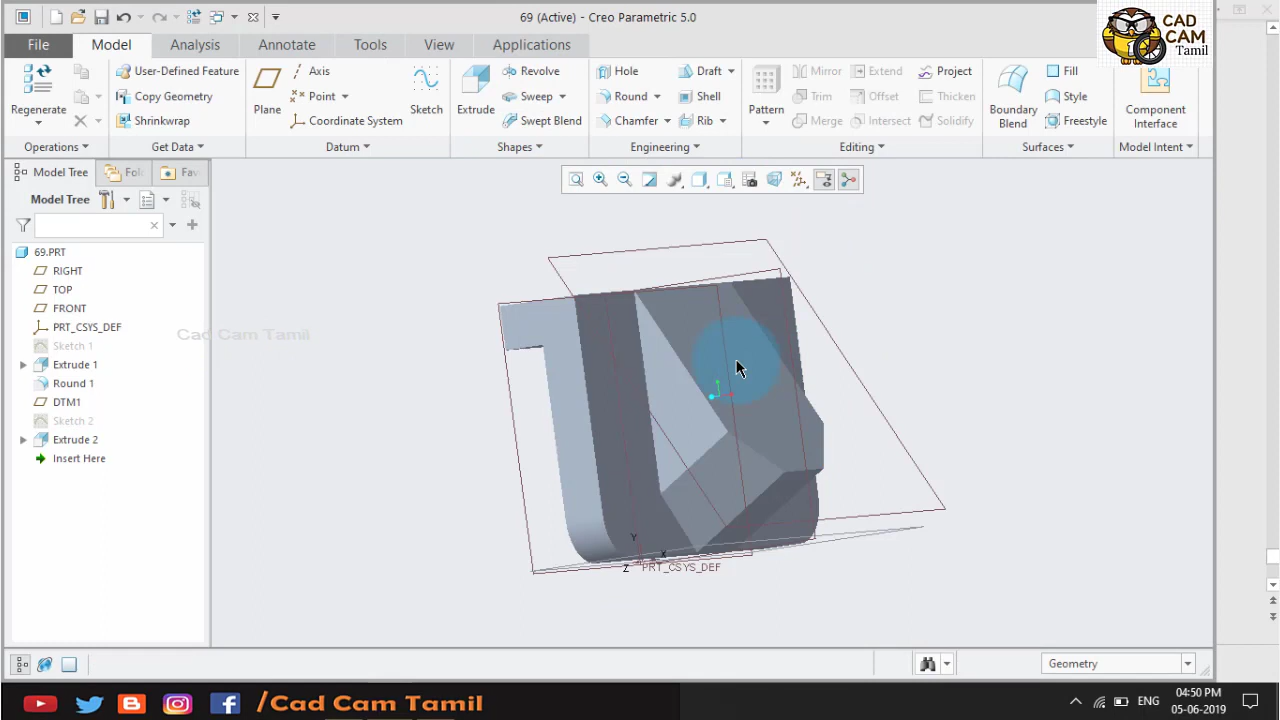 69 (Active) - Creo Parametric 5.0
CAD
CAM
Tamil
File Model Analysis Annotate Tools View Applications
Regenerate
User-Defined Feature
Copy Geometry
Shrinkwrap
Plane
Axis
Point
Coordinate System
Sketch
Extrude
Revolve
Sweep
Swept Blend
Hole
Round
Chamfer
Draft
Shell
Rib
Pattern
Mirror
Trim
Merge
Extend
Offset
Intersect
Project
Thicken
Solidify
Boundary
Blend
Fill
Style
Freestyle
Component
Interface
Operations Get Data Datum Shapes Engineering Editing Surfaces Model Intent
Model Tree Fol Fav
Model Tree
69.PRT
RIGHT
TOP
FRONT
PRT_CSYS_DEF
Sketch 1
Extrude 1
Round 1
DTM1
Sketch 2
Extrude 2
Insert Here
Cad Cam Tamil
Y
X
Z
PRT_CSYS_DEF
Geometry
/Cad Cam Tamil
ENG
04:50 PM
05-06-2019